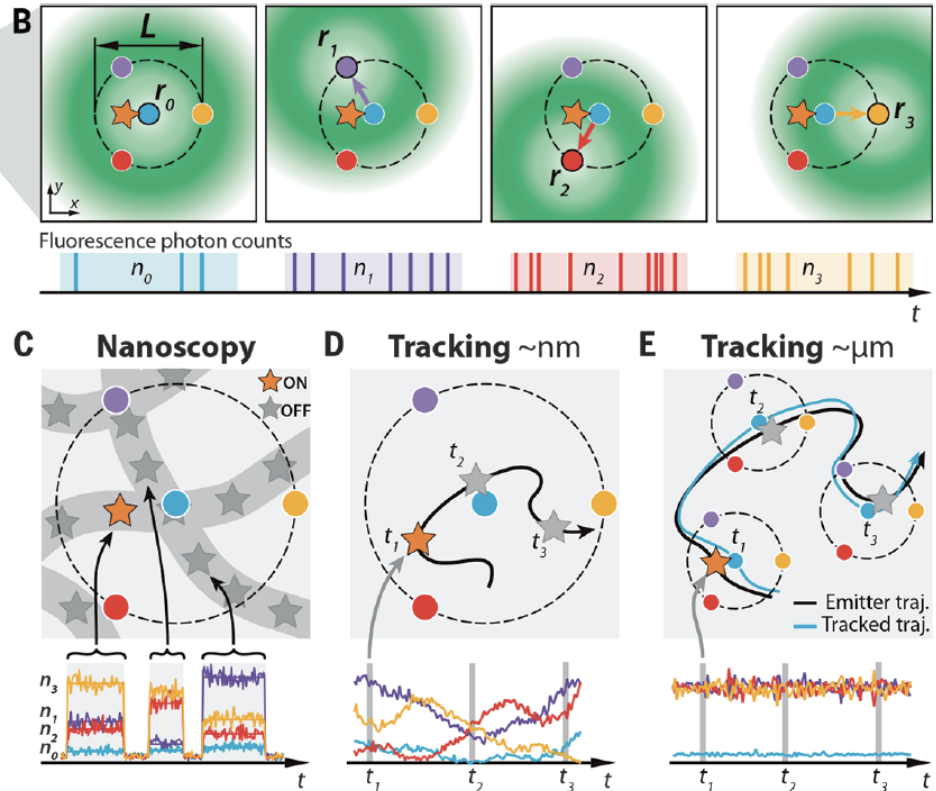 B
L
r0
r1
r2
r3
y
x
Fluorescence photon counts
n0
n1
n2
n3
t
C Nanoscopy
ON
OFF
n3
n1
n2
n0
t
D Tracking ~nm
t1
t2
t3
t1 t2 t3 t
E Tracking ~μm
t2
t1
t3
Emitter traj.
Tracked traj.
t1 t2 t3 t